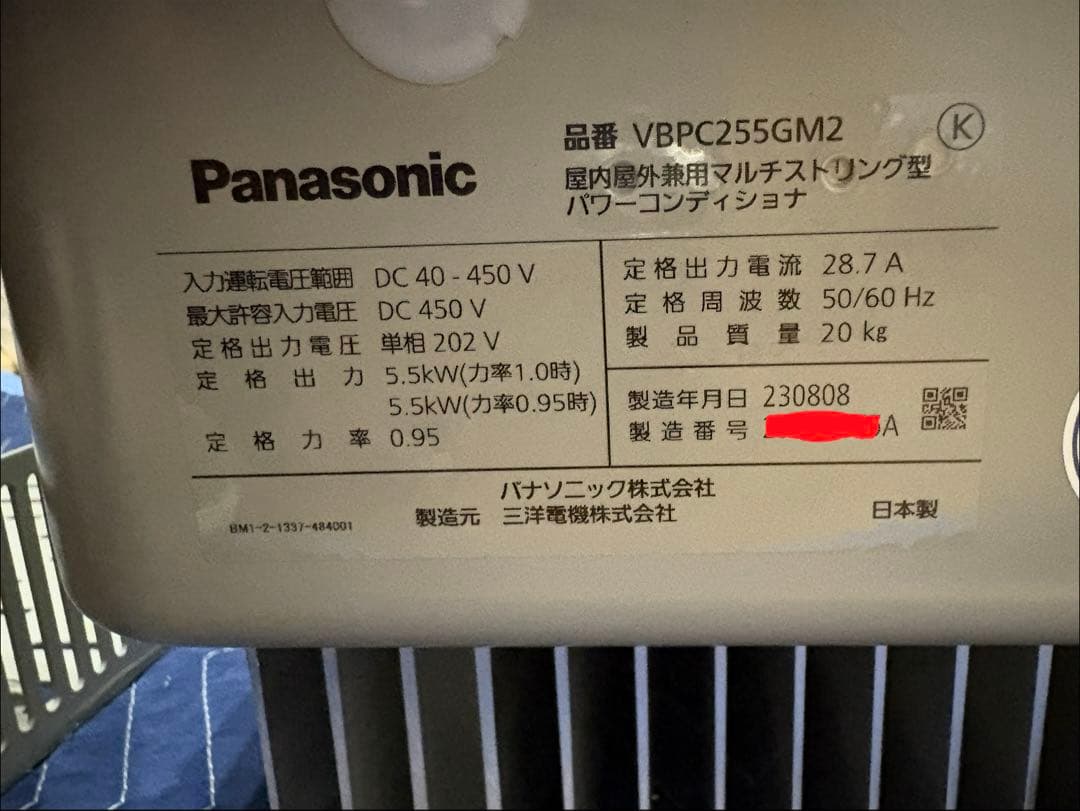 Panasonic
品番 VBPC255GM2
K
屋内屋外兼用マルチストリング型
パワーコンディショナ
入力運転電圧範囲 DC 40 - 450 V
最大許容入力電圧 DC 450 V
定格出力電圧 単相 202 V
定格出力 5.5kW(力率1.0時)
5.5kW(力率0.95時)
定格力率 0.95
定格出力電流 28.7 A
定格周波数 50/60 Hz
製品質量 20 kg
製造年月日 230808
製造番号 A
パナソニック株式会社
製造元 三洋電機株式会社
日本製
BM1-2-1337-484001